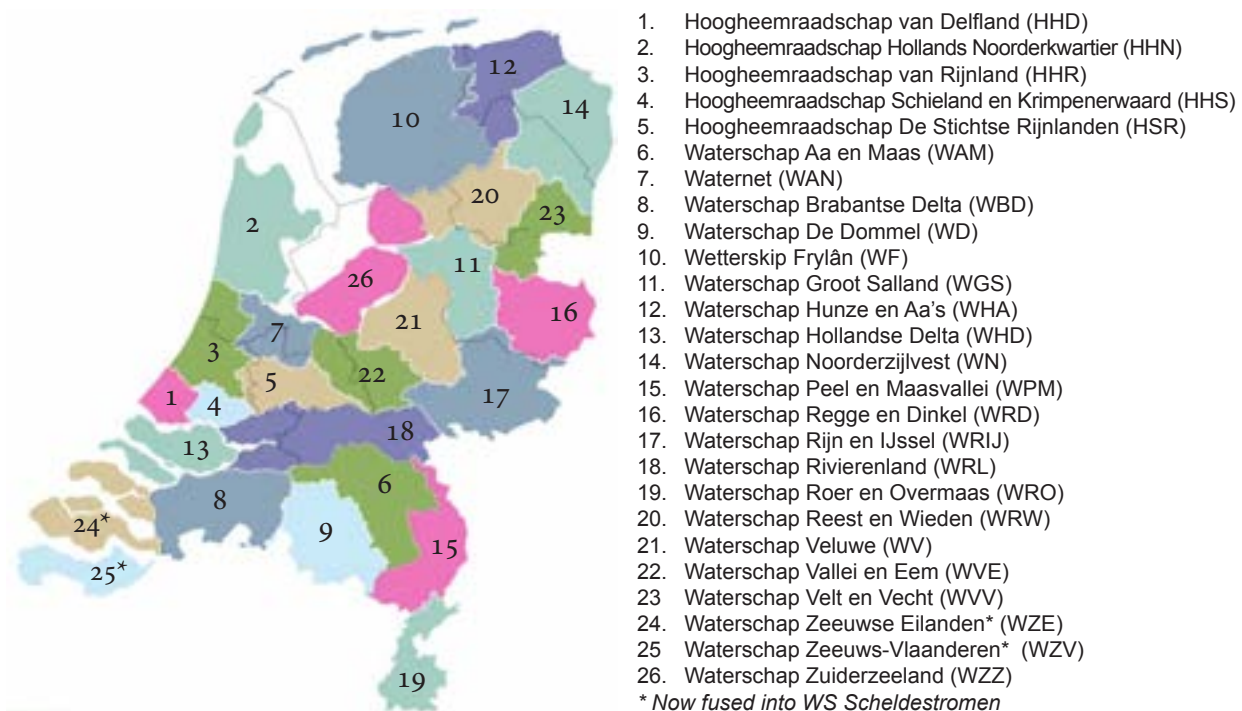 12
14
10
20
23
2
11
26
16
21
7
3
22
5
17
1
4
18
13
6
8
24*
9
15
25*
19
1. Hoogheemraadschap van Delfland (HHD)
2. Hoogheemraadschap Hollands Noorderkwartier (HHN)
3. Hoogheemraadschap van Rijnland (HHR)
4. Hoogheemraadschap Schieland en Krimpenerwaard (HHS)
5. Hoogheemraadschap De Stichtse Rijnlanden (HSR)
6. Waterschap Aa en Maas (WAM)
7. Waternet (WAN)
8. Waterschap Brabantse Delta (WBD)
9. Waterschap De Dommel (WD)
10. Wetterskip Frylân (WF)
11. Waterschap Groot Salland (WGS)
12. Waterschap Hunze en Aa's (WHA)
13. Waterschap Hollandse Delta (WHD)
14. Waterschap Noorderzijlvest (WN)
15. Waterschap Peel en Maasvallei (WPM)
16. Waterschap Regge en Dinkel (WRD)
17. Waterschap Rijn en IJssel (WRIJ)
18. Waterschap Rivierenland (WRL)
19. Waterschap Roer en Overmaas (WRO)
20. Waterschap Reest en Wieden (WRW)
21. Waterschap Veluwe (WV)
22. Waterschap Vallei en Eem (WVE)
23 Waterschap Velt en Vecht (WVV)
24. Waterschap Zeeuwse Eilanden* (WZE)
25 Waterschap Zeeuws-Vlaanderen* (WZV)
26. Waterschap Zuiderzeeland (WZZ)
* Now fused into WS Scheldestromen